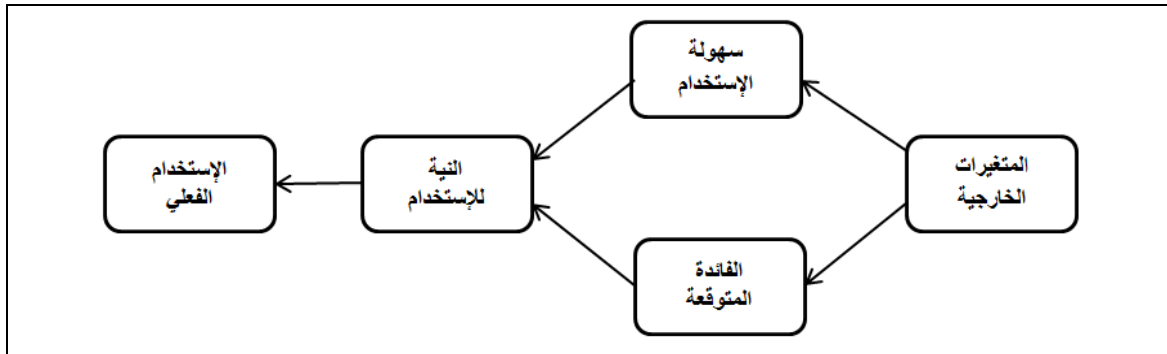 سهولة
الإستخدام
المتغيرات
الخارجية
النية
للإستخدام
الإستخدام
الفعلي
الفائدة
المتوقعة